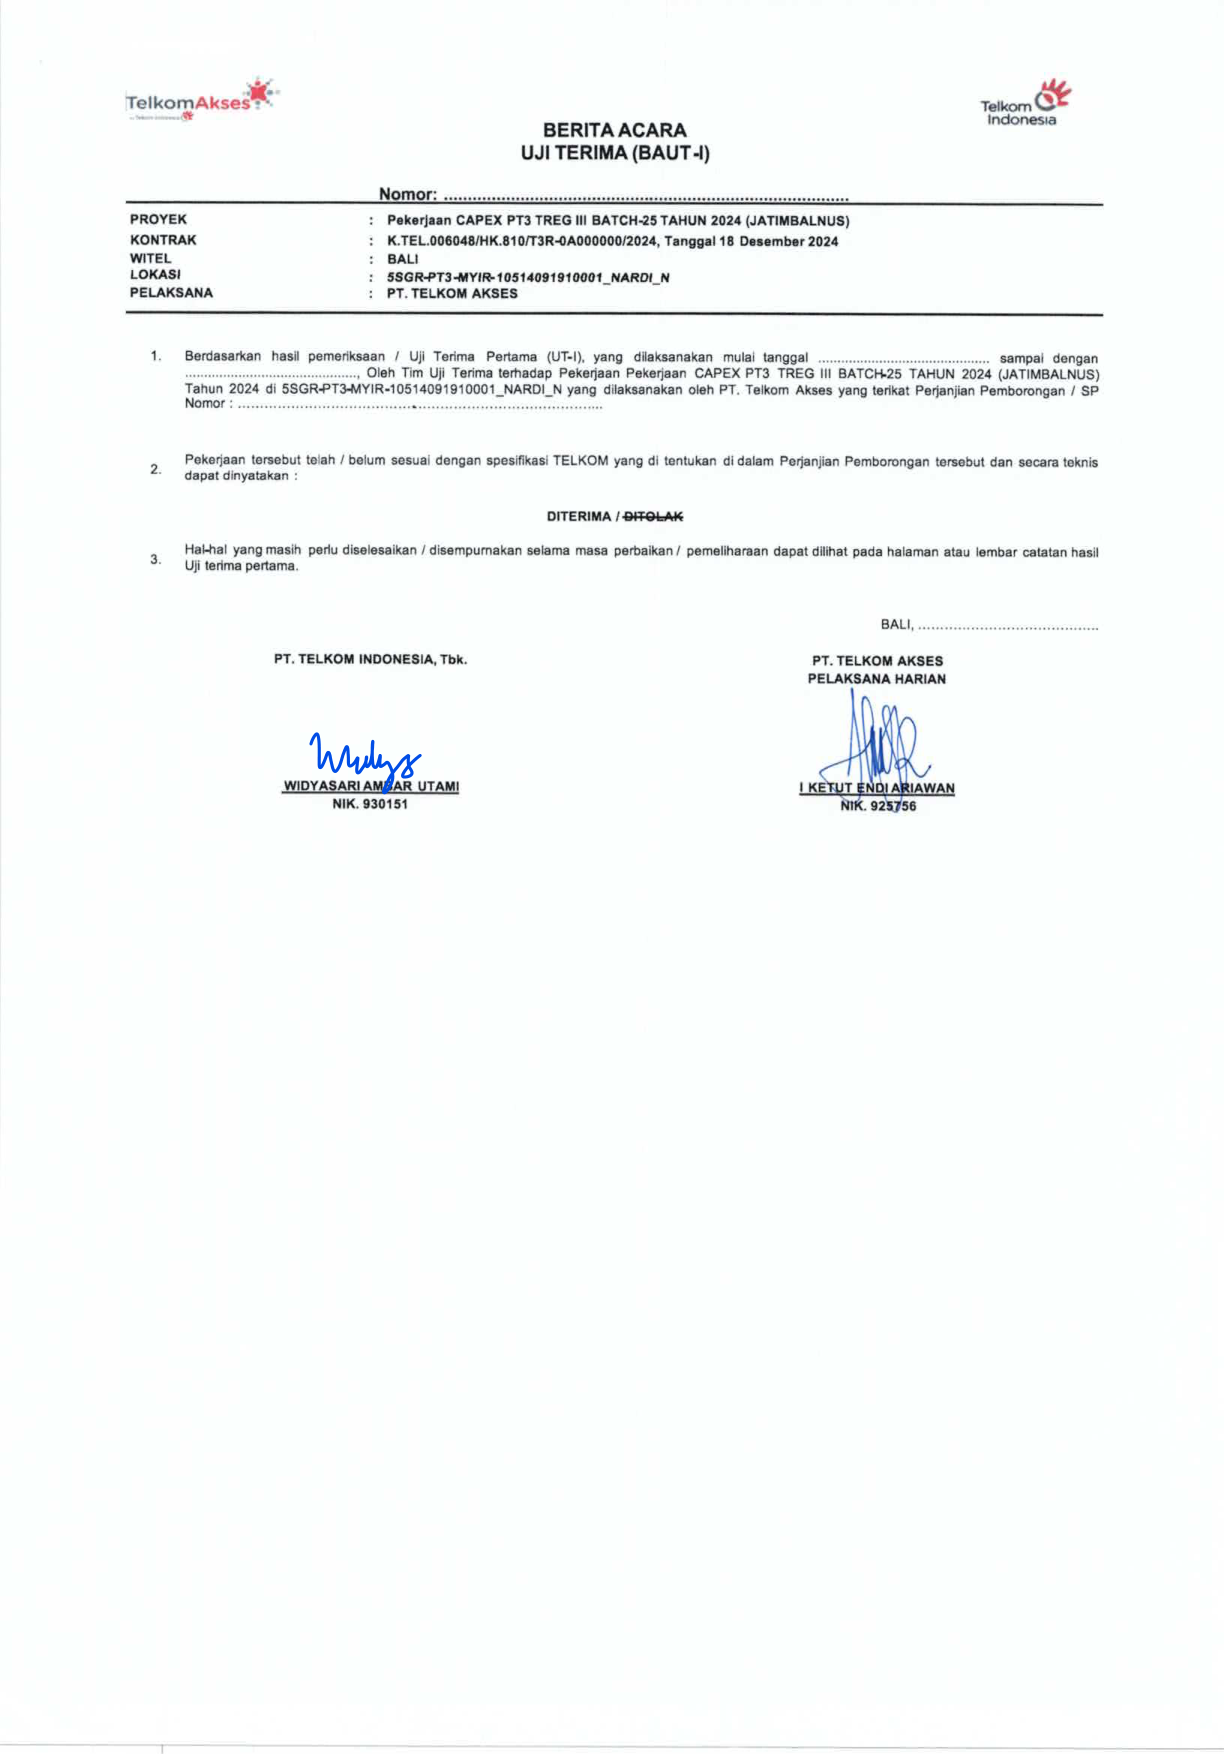 TelkomAkses
by Telkom Indonesia
Telkom
Indonesia
BERITA ACARA
UJI TERIMA (BAUT-I)
Nomor: ................................................................................
PROYEK : Pekerjaan CAPEX PT3 TREG III BATCH-25 TAHUN 2024 (JATIMBALNUS)
KONTRAK : K.TEL.006048/HK.810/T3R-0A000000/2024, Tanggal 18 Desember 2024
WITEL : BALI
LOKASI : 5SGR-PT3-MYIR-10514091910001_NARDI_N
PELAKSANA : PT. TELKOM AKSES
1. Berdasarkan hasil pemeriksaan / Uji Terima Pertama (UT-I), yang dilaksanakan mulai tanggal .......................................... sampai dengan
.........................................., Oleh Tim Uji Terima terhadap Pekerjaan Pekerjaan CAPEX PT3 TREG III BATCH-25 TAHUN 2024 (JATIMBALNUS)
Tahun 2024 di 5SGR-PT3-MYIR-10514091910001_NARDI_N yang dilaksanakan oleh PT. Telkom Akses yang terikat Perjanjian Pemborongan / SP
Nomor : ..................................................................................
2. Pekerjaan tersebut telah / belum sesuai dengan spesifikasi TELKOM yang di tentukan di dalam Perjanjian Pemborongan tersebut dan secara teknis
dapat dinyatakan :
DITERIMA / DITOLAK
3. Hal-hal yang masih perlu diselesaikan / disempurnakan selama masa perbaikan / pemeliharaan dapat dilihat pada halaman atau lembar catatan hasil
Uji terima pertama.
BALI, .........................................
PT. TELKOM INDONESIA, Tbk.
PT. TELKOM AKSES
PELAKSANA HARIAN
WIDYASARI AMBAR UTAMI
NIK. 930151
I KETUT ENDI ARIAWAN
NIK. 925756